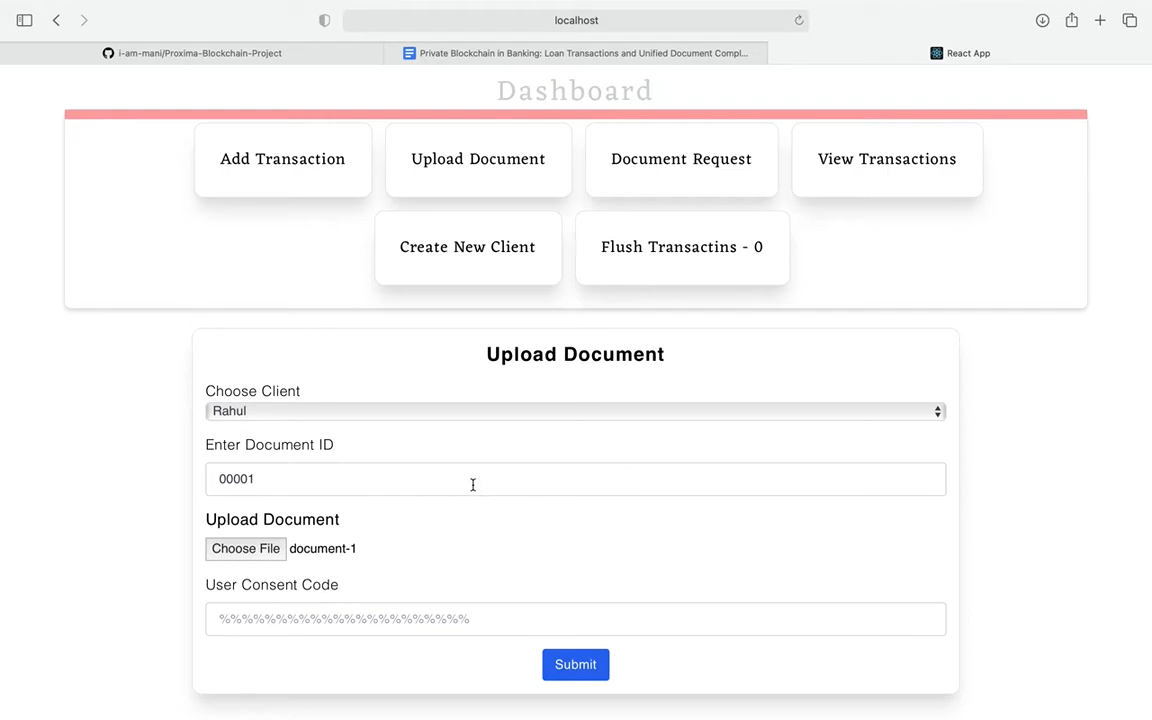 localhost
i-am-mani/Proxima-Blockchain-Project
Private Blockchain in Banking: Loan Transactions and Unified Document Compl...
React App
Dashboard
Add Transaction
Upload Document
Document Request
View Transactions
Create New Client
Flush Transactins - 0
Upload Document
Choose Client
Rahul
Enter Document ID
00001
Upload Document
Choose File document-1
User Consent Code
%%%%%%%%%%%%%%%%%%%%%%
Submit